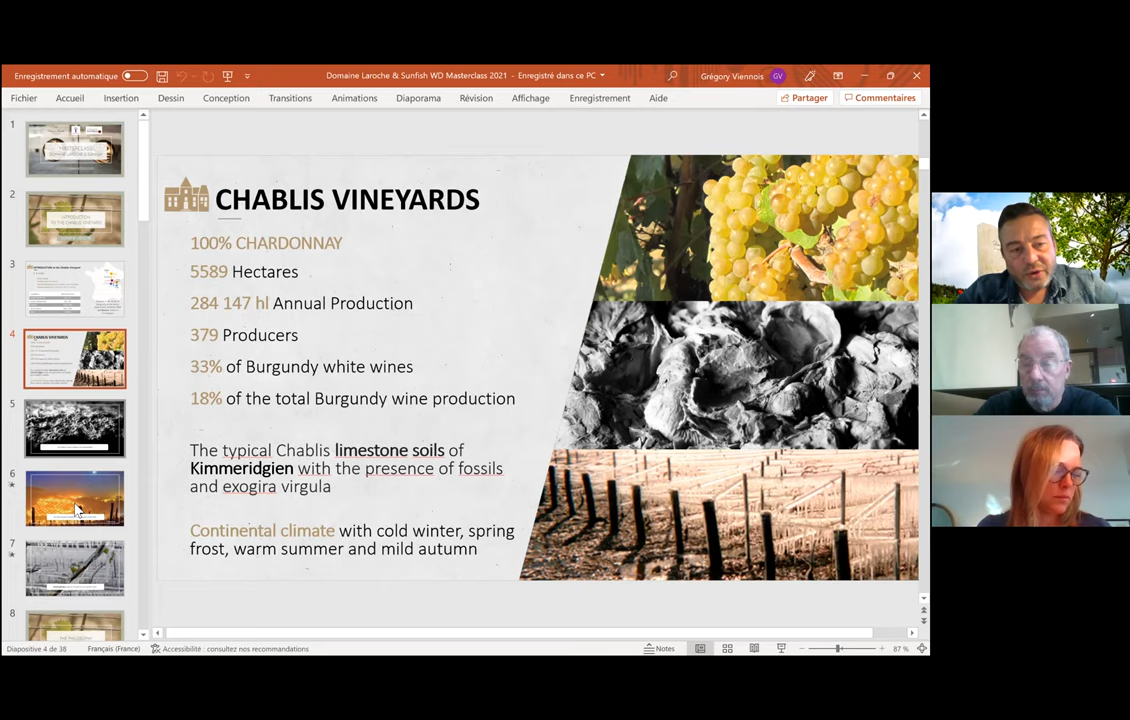 Enregistrement automatique
Domaine Laroche & Sunfish WD Masterclass 2021 - Enregistré dans ce PC
Grégory Viennois
GV
Fichier
Accueil
Insertion
Dessin
Conception
Transitions
Animations
Diaporama
Révision
Affichage
Enregistrement
Aide
Partager
Commentaires
1
2
3
4
5
6
7
8
CHABLIS VINEYARDS
100% CHARDONNAY
5589 Hectares
284 147 hl Annual Production
379 Producers
33% of Burgundy white wines
18% of the total Burgundy wine production
The typical Chablis limestone soils of
Kimmeridgien with the presence of fossils
and exogira virgula
Continental climate with cold winter, spring
frost, warm summer and mild autumn
Diapositive 4 de 38
Français (France)
Accessibilité : consultez nos recommandations
Notes
87 %